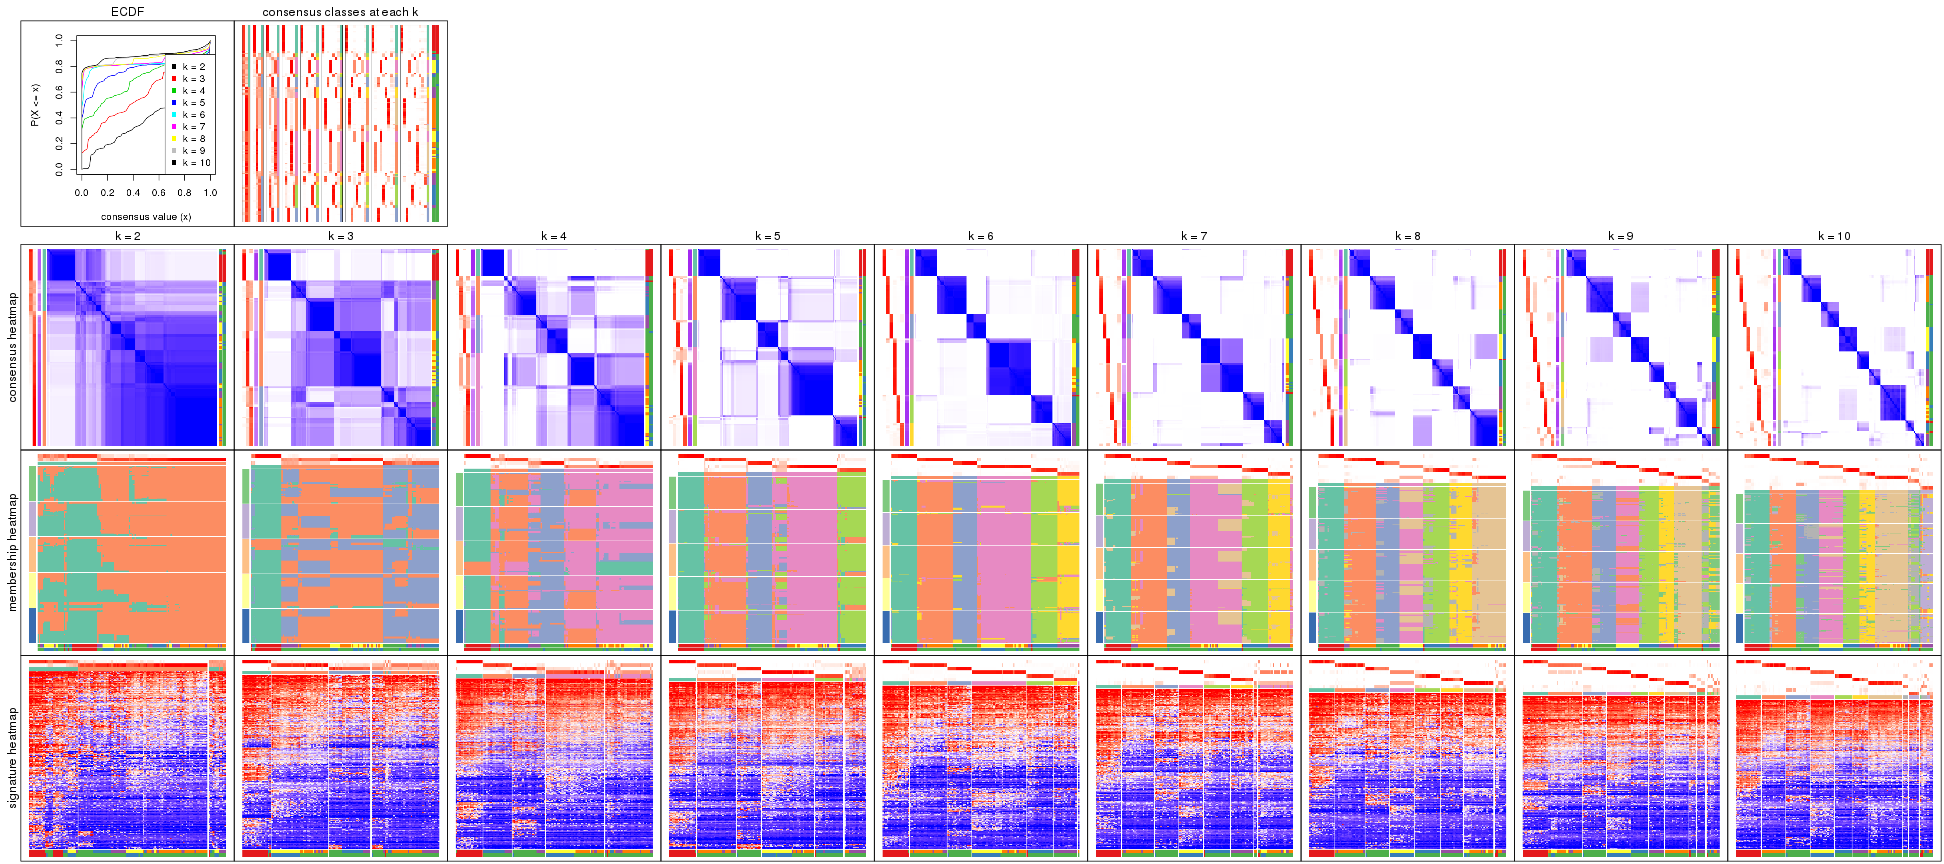 ECDF
consensus classes at each k
P(X <= x)
0.0
0.2
0.4
0.6
0.8
1.0
k = 2
k = 3
k = 4
k = 5
k = 6
k = 7
k = 8
k = 9
k = 10
0.0 0.2 0.4 0.6 0.8 1.0
consensus value (x)
k = 2
k = 3
k = 4
k = 5
k = 6
k = 7
k = 8
k = 9
k = 10
consensus heatmap
membership heatmap
signature heatmap